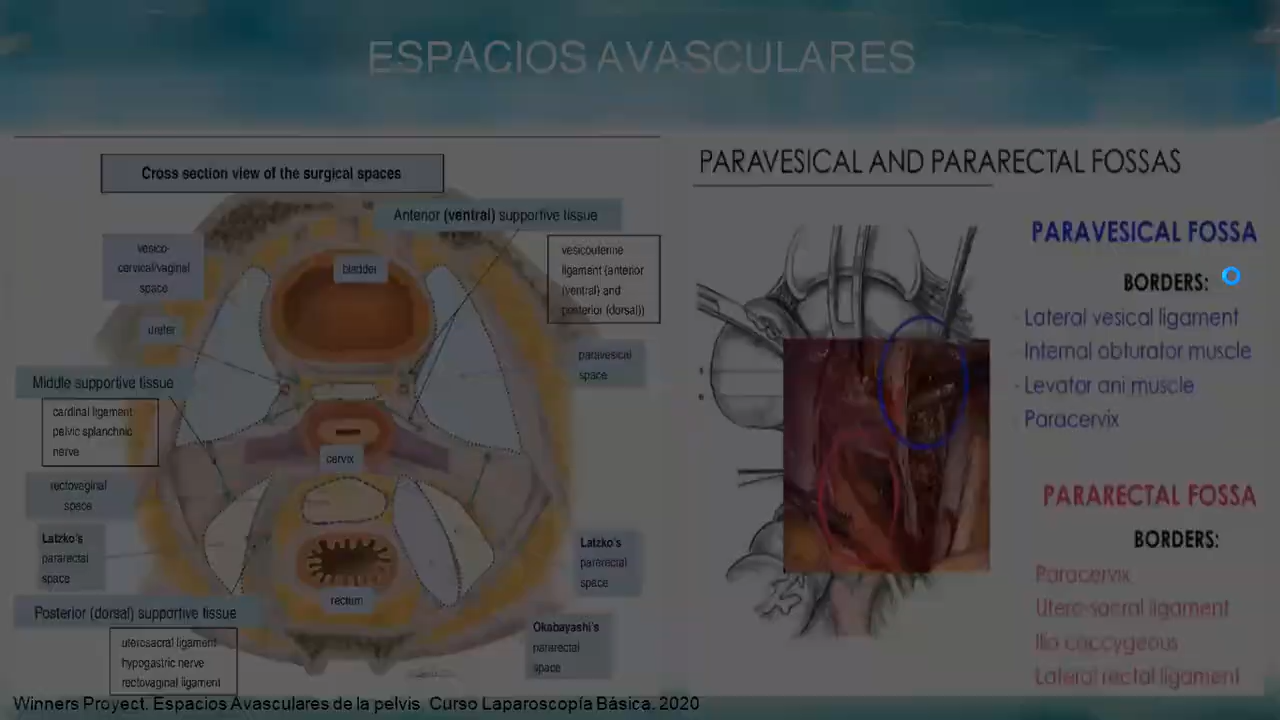 ESPACIOS AVASCULARES
Cross section view of the surgical spaces
Anterior (ventral) supportive tissue
vesico-
cervical/vaginal
space
bladder
vesicouterine
ligament (anterior
(ventral) and
posterior (dorsal))
ureter
paravesical
space
Middle supportive tissue
cardinal ligament
pelvic splanchnic
nerve
cervix
rectovaginal
space
Latzko's
pararectal
space
Latzko's
pararectal
space
rectum
Posterior (dorsal) supportive tissue
uterosacral ligament
hypogastric nerve
rectovaginal ligament
Okabayashi's
pararectal
space
PARAVESICAL AND PARARECTAL FOSSAS
PARAVESICAL FOSSA
BORDERS:
- Lateral vesical ligament
- Internal obturator muscle
- Levator ani muscle
- Paracervix
PARARECTAL FOSSA
BORDERS:
Paracervix
Utero-sacral ligament
Ilio coccygeous
Lateral rectal ligament
Winners Proyect. Espacios Avasculares de la pelvis. Curso Laparoscopía Básica. 2020